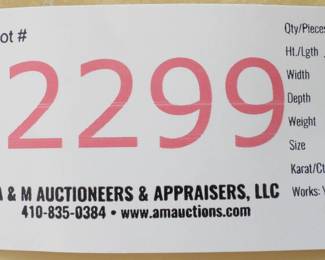 ot #
2299
A & M AUCTIONEERS & APPRAISERS, LLC
410-835-0384 • www.amauctions.com
Qty/Pieces
Ht./Lgth
Width
Depth
Weight
Size
Karat/Ct
Works: